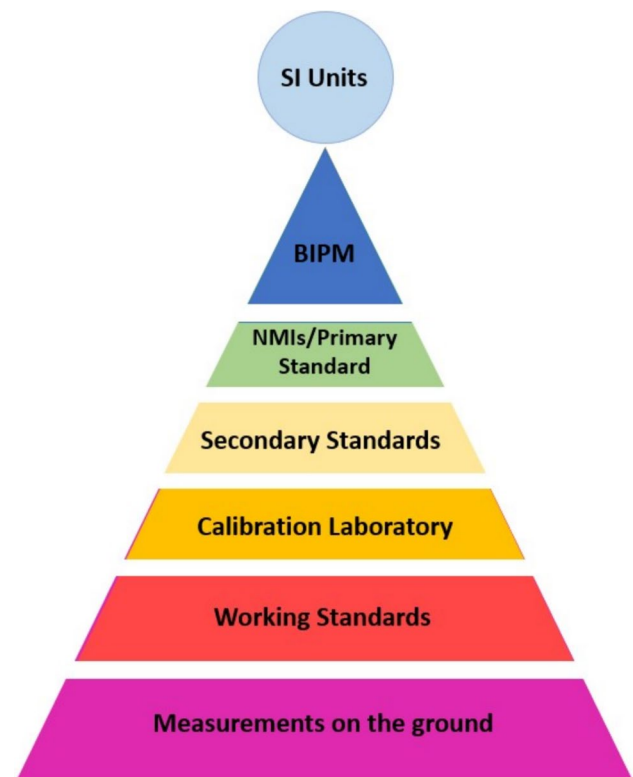 SI Units
BIPM
NMIs/Primary
Standard
Secondary Standards
Calibration Laboratory
Working Standards
Measurements on the ground